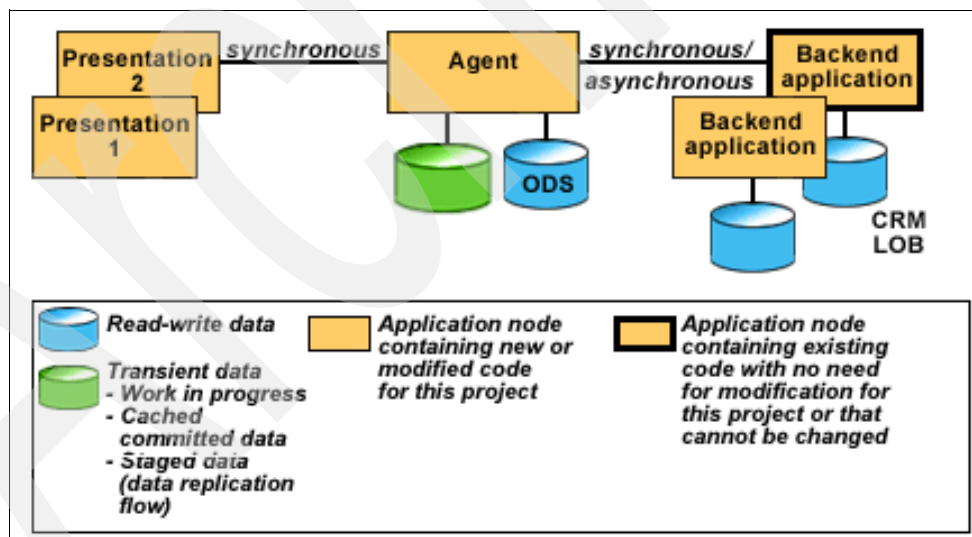 Presentation
2
Presentation
1
synchronous
Agent
ODS
synchronous/
asynchronous
Backend
application
Backend
application
CRM
LOB
Read-write data
Transient data
- Work in progress
- Cached
committed data
- Staged data
(data replication
flow)
Application node
containing new or
modified code
for this project
Application node
containing existing
code with no need
for modification for
this project or that
cannot be changed